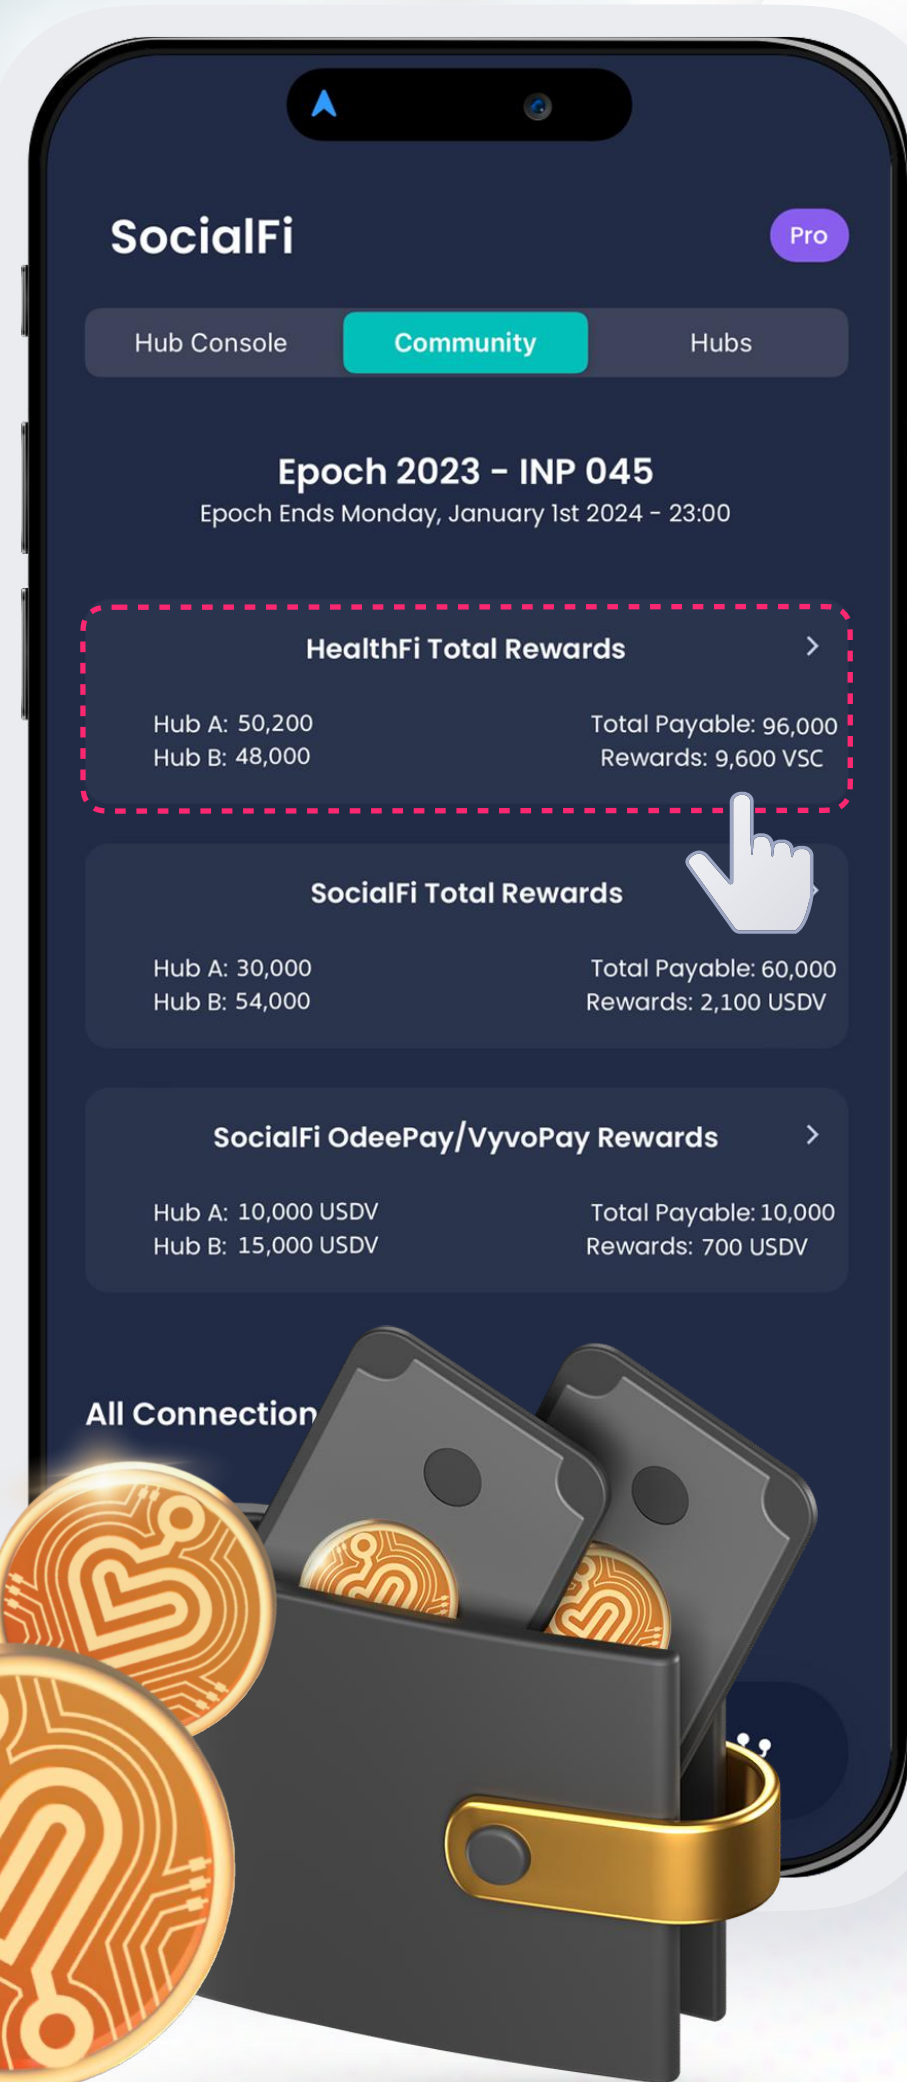 SocialFi
Pro
Hub Console
Community
Hubs
Epoch 2023 - INP 045
Epoch Ends Monday, January 1st 2024 - 23:00
HealthFi Total Rewards
Hub A: 50,200
Total Payable: 96,000
Hub B: 48,000
Rewards: 9,600 VSC
SocialFi Total Rewards
Hub A: 30,000
Total Payable: 60,000
Hub B: 54,000
Rewards: 2,100 USDV
SocialFi OdeePay/VyvoPay Rewards
Hub A: 10,000 USDV
Total Payable: 10,000
Hub B: 15,000 USDV
Rewards: 700 USDV
All Connection